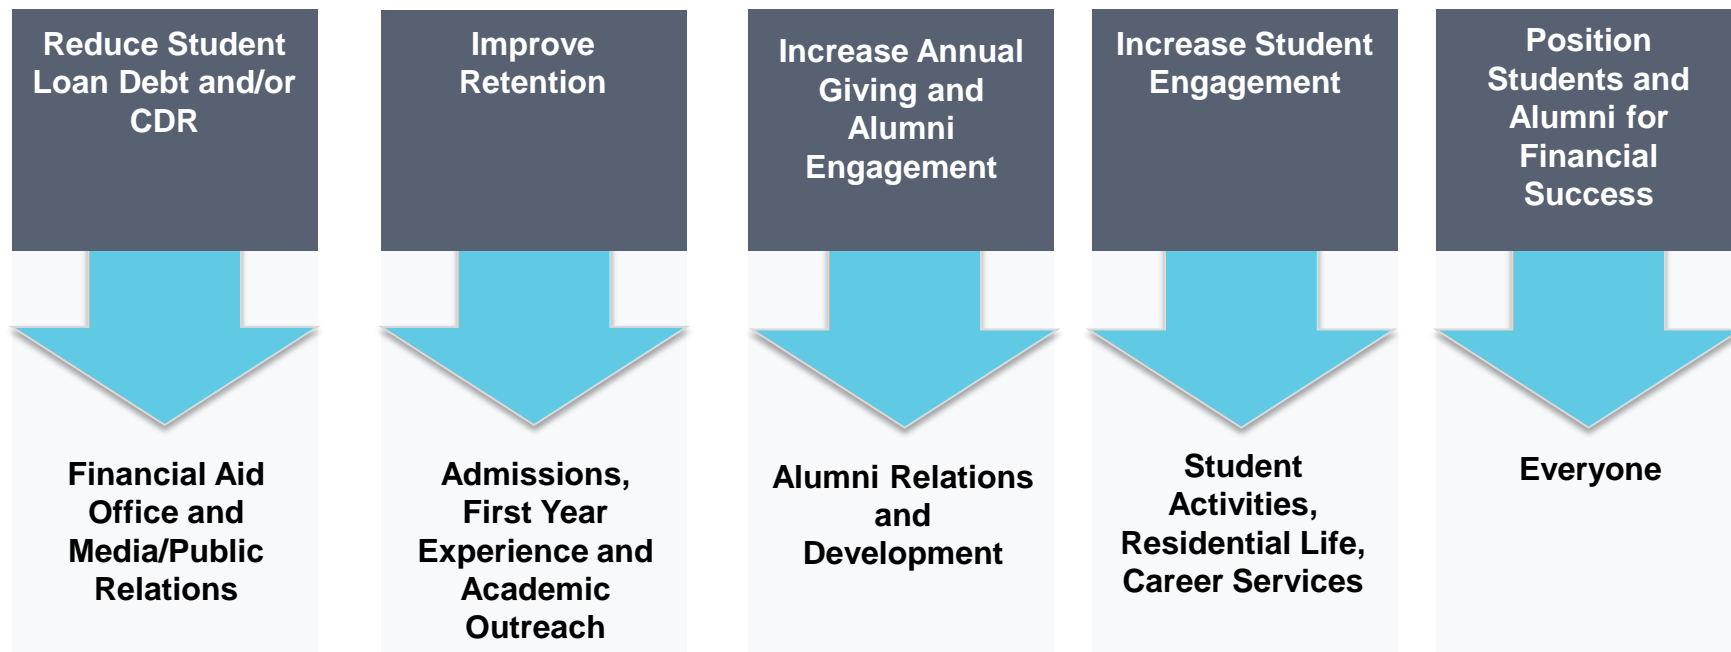 Reduce Student
Loan Debt and/or
CDR
Improve
Retention
Increase Annual
Giving and
Alumni
Engagement
Increase Student
Engagement
Position
Students and
Alumni for
Financial
Success
Financial Aid
Office and
Media/Public
Relations
Admissions,
First Year
Experience and
Academic
Outreach
Alumni Relations
and
Development
Student
Activities,
Residential Life,
Career Services
Everyone